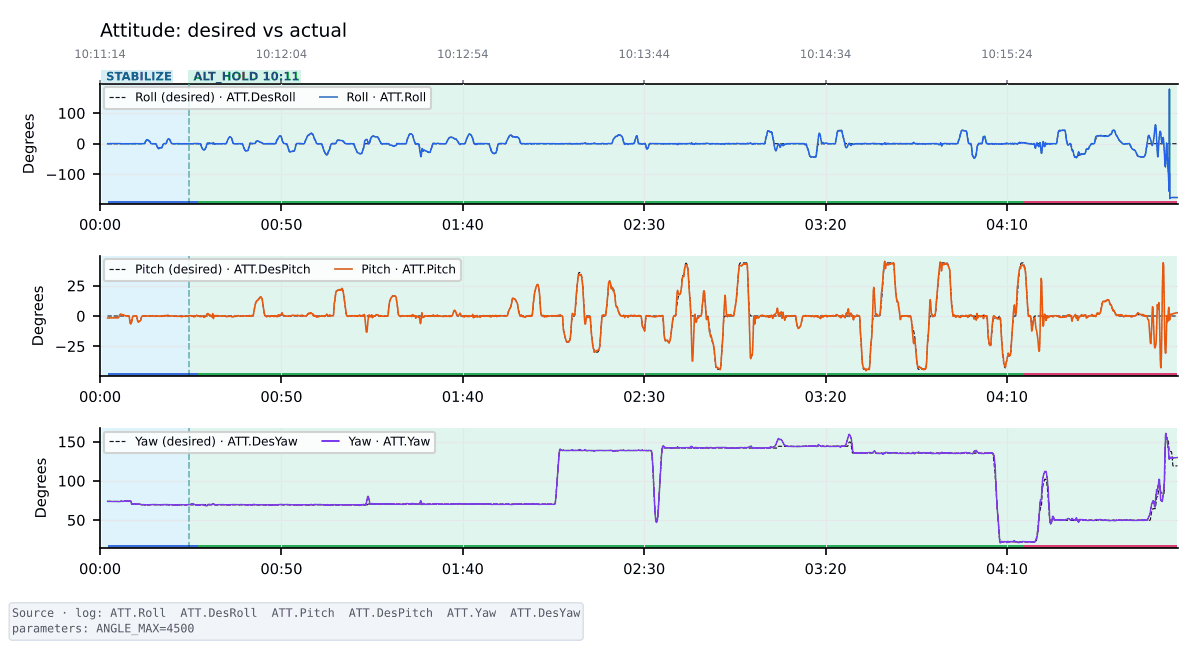 Attitude: desired vs actual
10:11:14 10:12:04 10:12:54 10:13:44 10:14:34 10:15:24
STABILIZE ALT_HOLD 10;11
Roll (desired) · ATT.DesRoll Roll · ATT.Roll
Degrees
100
0
−100
00:00 00:50 01:40 02:30 03:20 04:10
Pitch (desired) · ATT.DesPitch Pitch · ATT.Pitch
Degrees
25
0
−25
00:00 00:50 01:40 02:30 03:20 04:10
Yaw (desired) · ATT.DesYaw Yaw · ATT.Yaw
Degrees
150
100
50
00:00 00:50 01:40 02:30 03:20 04:10
Source · log: ATT.Roll ATT.DesRoll ATT.Pitch ATT.DesPitch ATT.Yaw ATT.DesYaw
parameters: ANGLE_MAX=4500